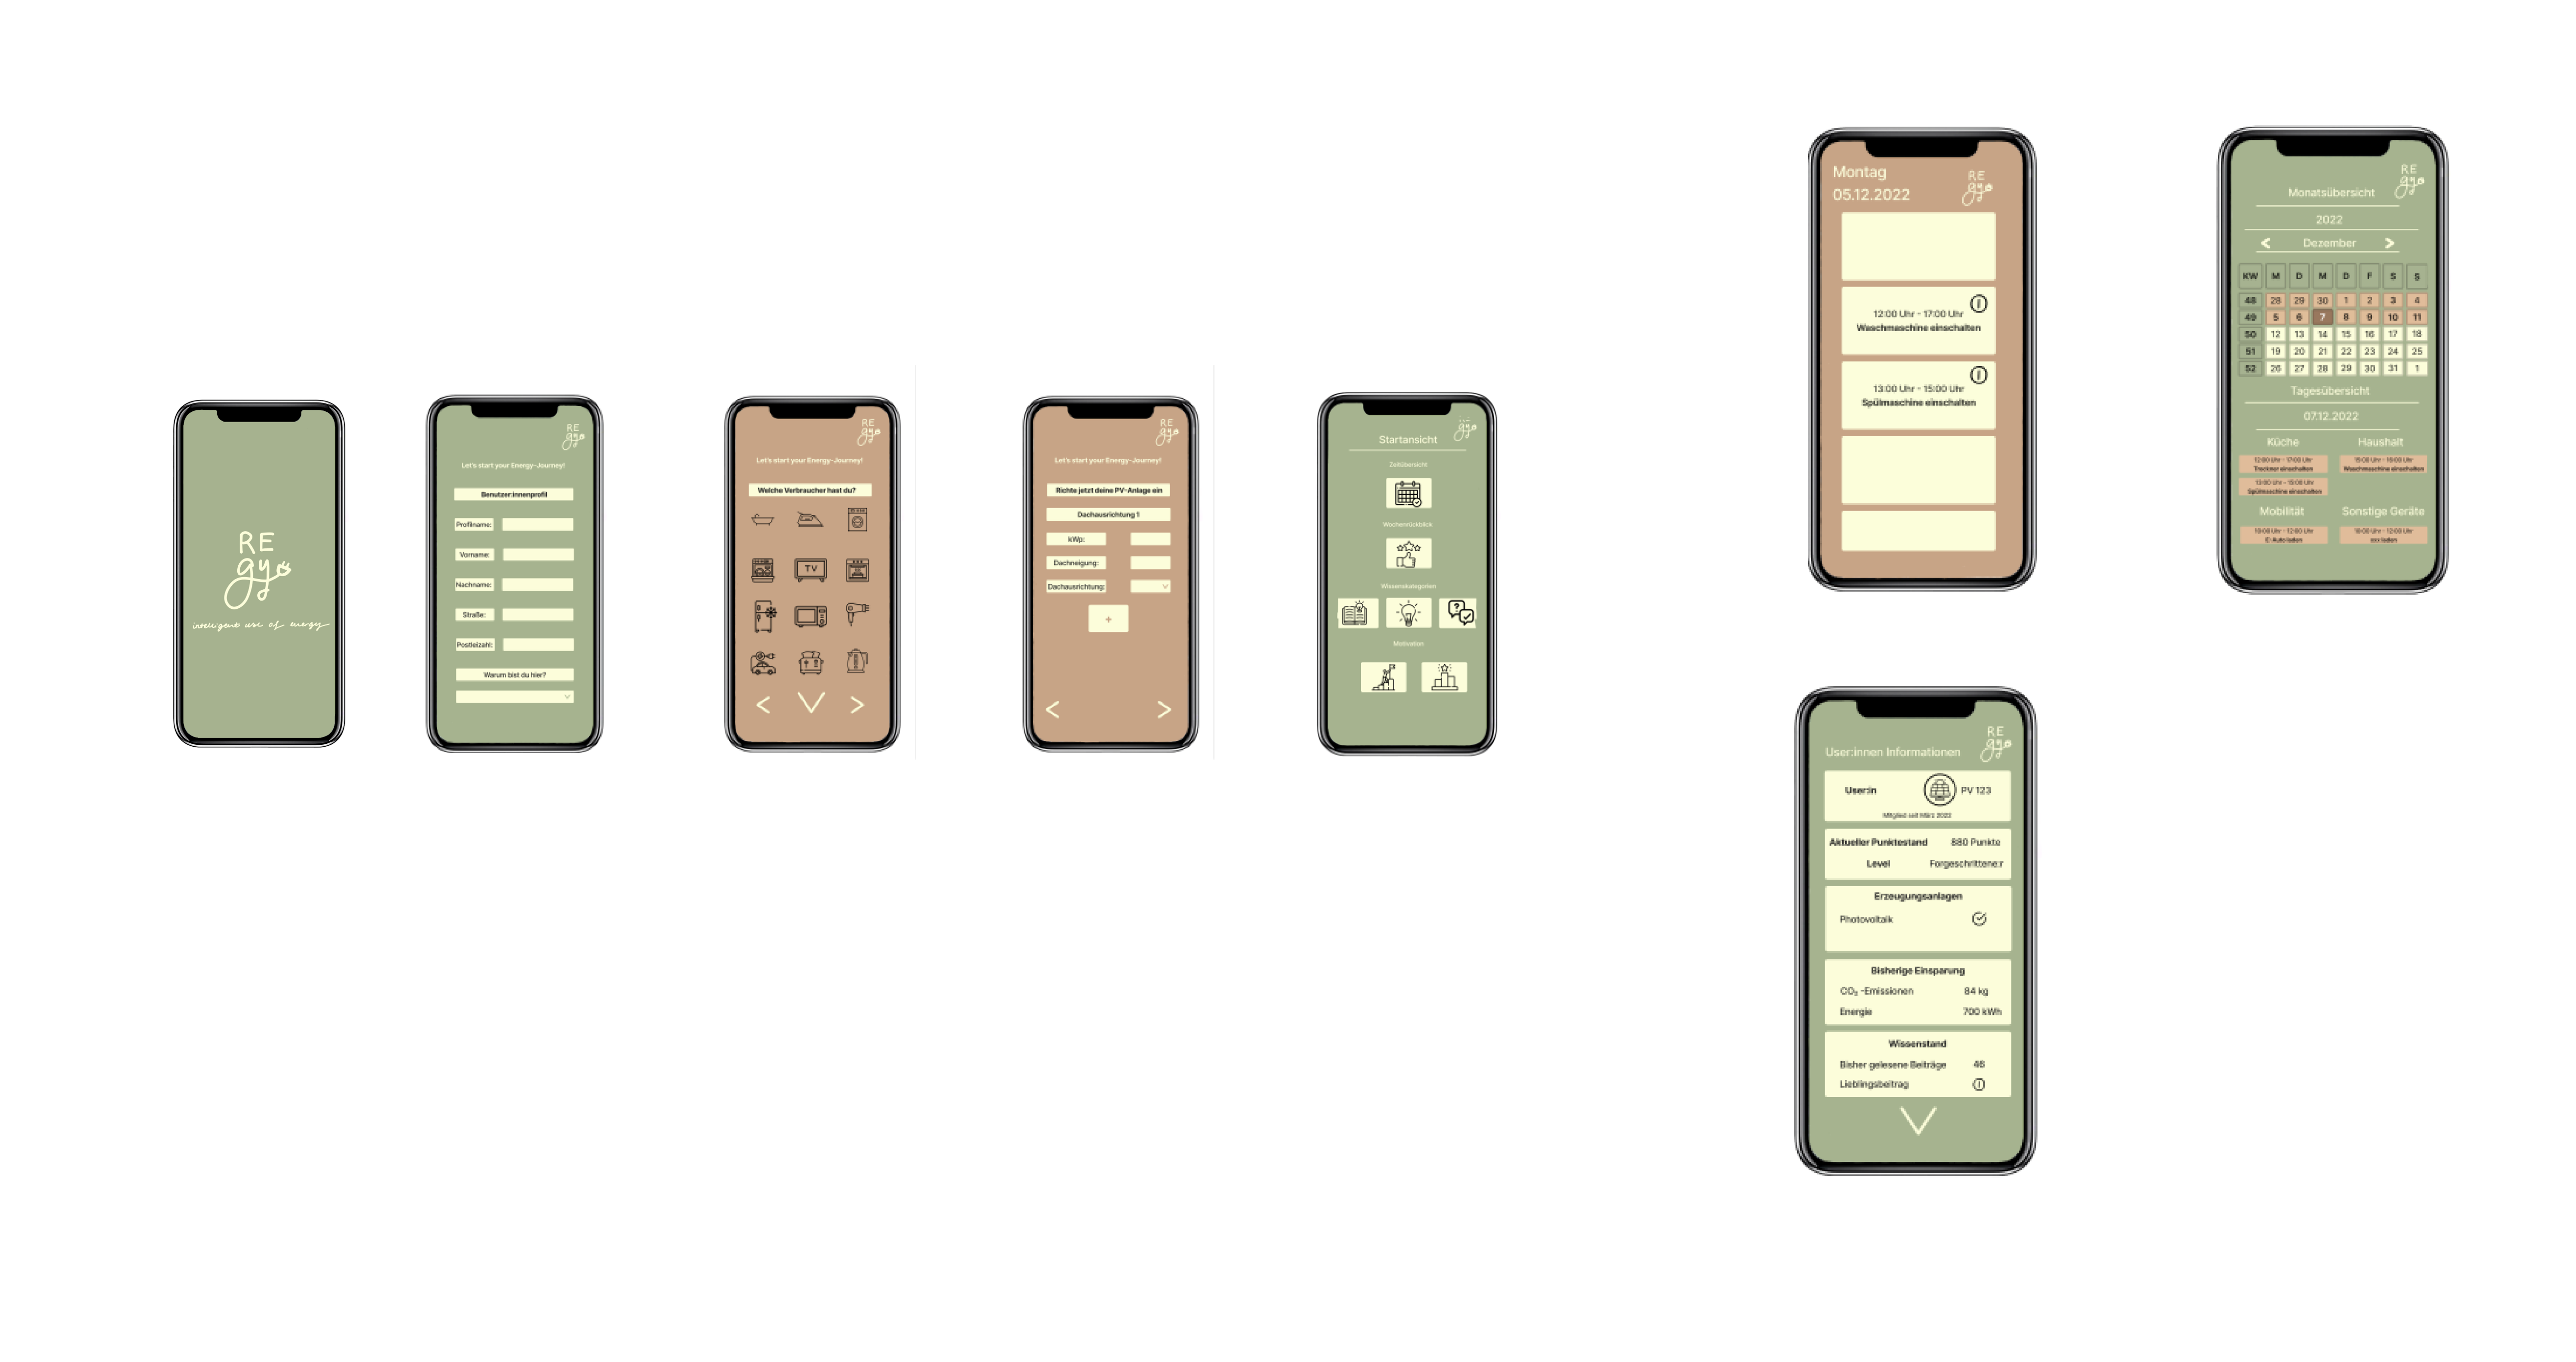 RE
gy
intelligent use of energy
RE
gy
Let's start your Energy-Journey!
Benutzer:innenprofil
Profilname:
Vorname:
Nachname:
Straße:
Postleizahl:
Warum bist du hier?
RE
gy
Let's start your Energy-Journey!
Welche Verbraucher hast du?
TV
RE
gy
Let's start your Energy-Journey!
Richte jetzt deine PV-Anlage ein
Dachausrichtung 1
kWp:
Dachneigung:
Dachausrichtung:
+
gy
Startansicht
Zeitübersicht
Wochenrückblick
Wissenskategorien
Motivation
Montag
05.12.2022
RE
gy
12:00 Uhr - 17:00 Uhr
Waschmaschine einschalten
13:00 Uhr - 15:00 Uhr
Spülmaschine einschalten
RE
gy
Monatsübersicht
2022
< Dezember >
KW M D M D F S S
48 28 29 30 1 2 3 4
49 5 6 7 8 9 10 11
50 12 13 14 15 16 17 18
51 19 20 21 22 23 24 25
52 26 27 28 29 30 31 1
Tagesübersicht
07.12.2022
Küche Haushalt
12:00 Uhr - 17:00 Uhr
Trockner einschalten
15:00 Uhr - 18:00 Uhr
Waschmaschine einschalten
13:00 Uhr - 15:00 Uhr
Spülmaschine einschalten
Mobilität Sonstige Geräte
10:00 Uhr - 12:00 Uhr
E-Auto laden
10:00 Uhr - 12:00 Uhr
xxx laden
RE
gy
User:innen Informationen
User:in PV 123
Mitglied seit März 2022
Aktueller Punktestand 880 Punkte
Level Forgeschrittene:r
Erzeugungsanlagen
Photovoltaik
Bisherige Einsparung
CO₂ -Emissionen 84 kg
Energie 700 kWh
Wissenstand
Bisher gelesene Beiträge 46
Lieblingsbeitrag